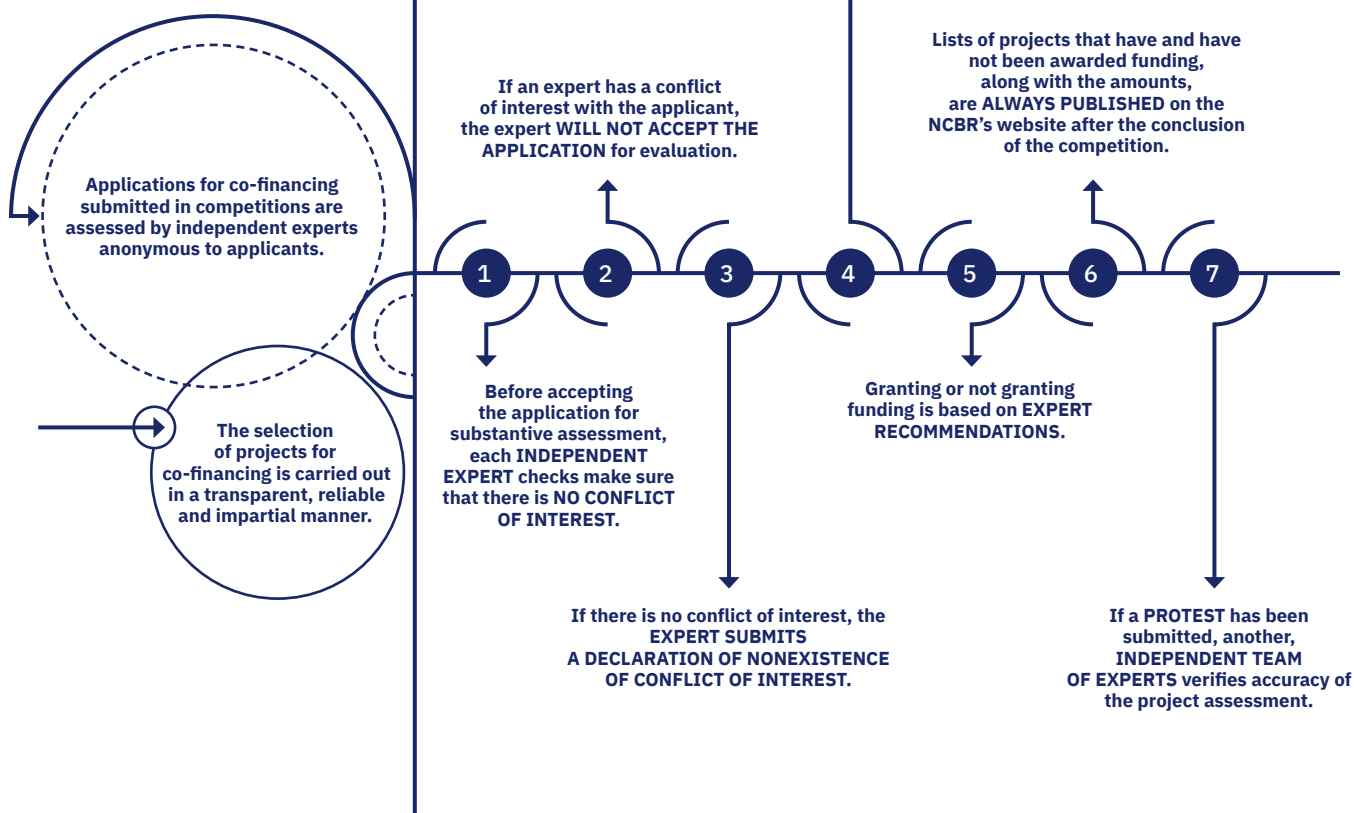 Applications for co-financing
submitted in competitions are
assessed by independent experts
anonymous to applicants.
The selection
of projects for
co-financing is carried out
in a transparent, reliable
and impartial manner.
1
Before accepting
the application for
substantive assessment,
each INDEPENDENT
EXPERT checks make sure
that there is NO CONFLICT
OF INTEREST.
2
If an expert has a conflict
of interest with the applicant,
the expert WILL NOT ACCEPT THE
APPLICATION for evaluation.
3
If there is no conflict of interest, the
EXPERT SUBMITS
A DECLARATION OF NONEXISTENCE
OF CONFLICT OF INTEREST.
4
5
Granting or not granting
funding is based on EXPERT
RECOMMENDATIONS.
6
Lists of projects that have and have
not been awarded funding,
along with the amounts,
are ALWAYS PUBLISHED on the
NCBR’s website after the conclusion
of the competition.
7
If a PROTEST has been
submitted, another,
INDEPENDENT TEAM
OF EXPERTS verifies accuracy of
the project assessment.